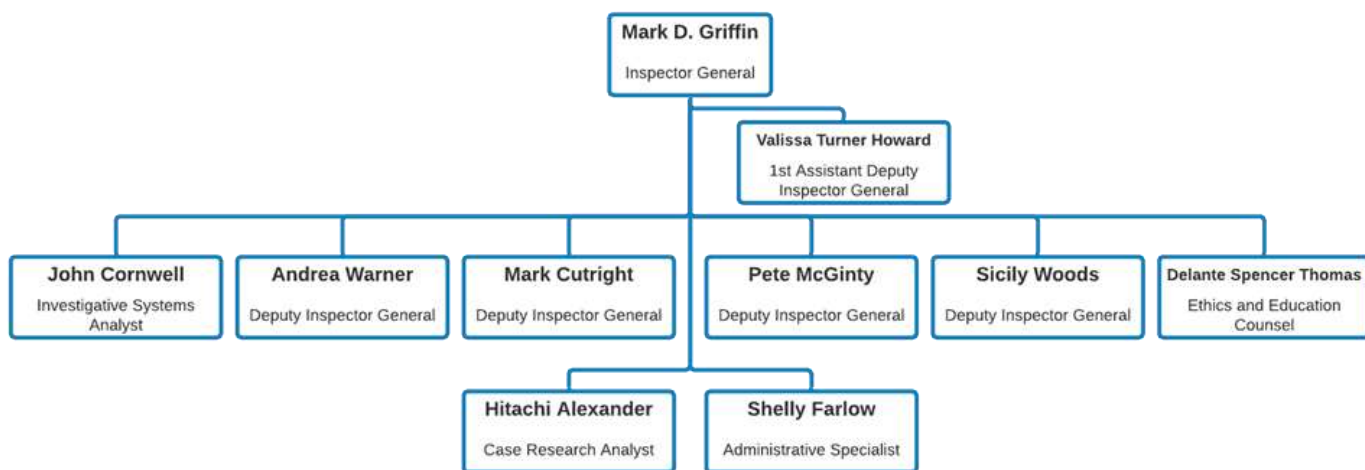 Mark D. Griffin
Inspector General
Valissa Turner Howard
1st Assistant Deputy
Inspector General
John Cornwell
Investigative Systems
Analyst
Andrea Warner
Deputy Inspector General
Mark Cutright
Deputy Inspector General
Pete McGinty
Deputy Inspector General
Sicily Woods
Deputy Inspector General
Delante Spencer Thomas
Ethics and Education
Counsel
Hitachi Alexander
Case Research Analyst
Shelly Farlow
Administrative Specialist